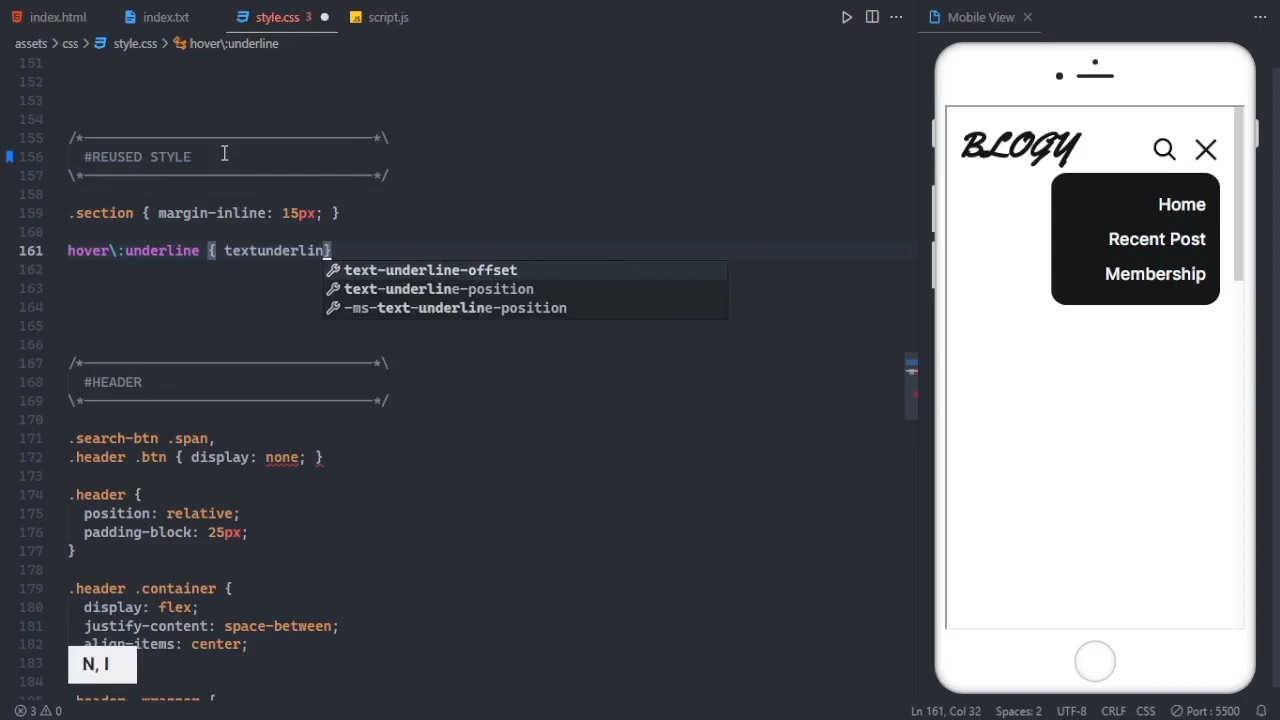 index.html index.txt style.css 3 script.js Mobile View
assets > css > style.css > hover\:underline
151
152
153
154
155 /*——————————————————*\
156 #REUSED STYLE
157 \*——————————————————*/
158
159 .section { margin-inline: 15px; }
160
161 hover\:underline { textunderlin}
162 text-underline-offset
163 text-underline-position
164 -ms-text-underline-position
165
166
167 /*——————————————————*\
168 #HEADER
169 \*——————————————————*/
170
171 .search-btn .span,
172 .header .btn { display: none; }
173
174 .header {
175 position: relative;
176 padding-block: 25px;
177 }
178
179 .header .container {
180 display: flex;
181 justify-content: space-between;
182 align-items: center;
183
184
185 .header .wrapper {
N, I
BLOGY
Home
Recent Post
Membership
3 0 Ln 161, Col 32 Spaces: 2 UTF-8 CRLF CSS Port : 5500